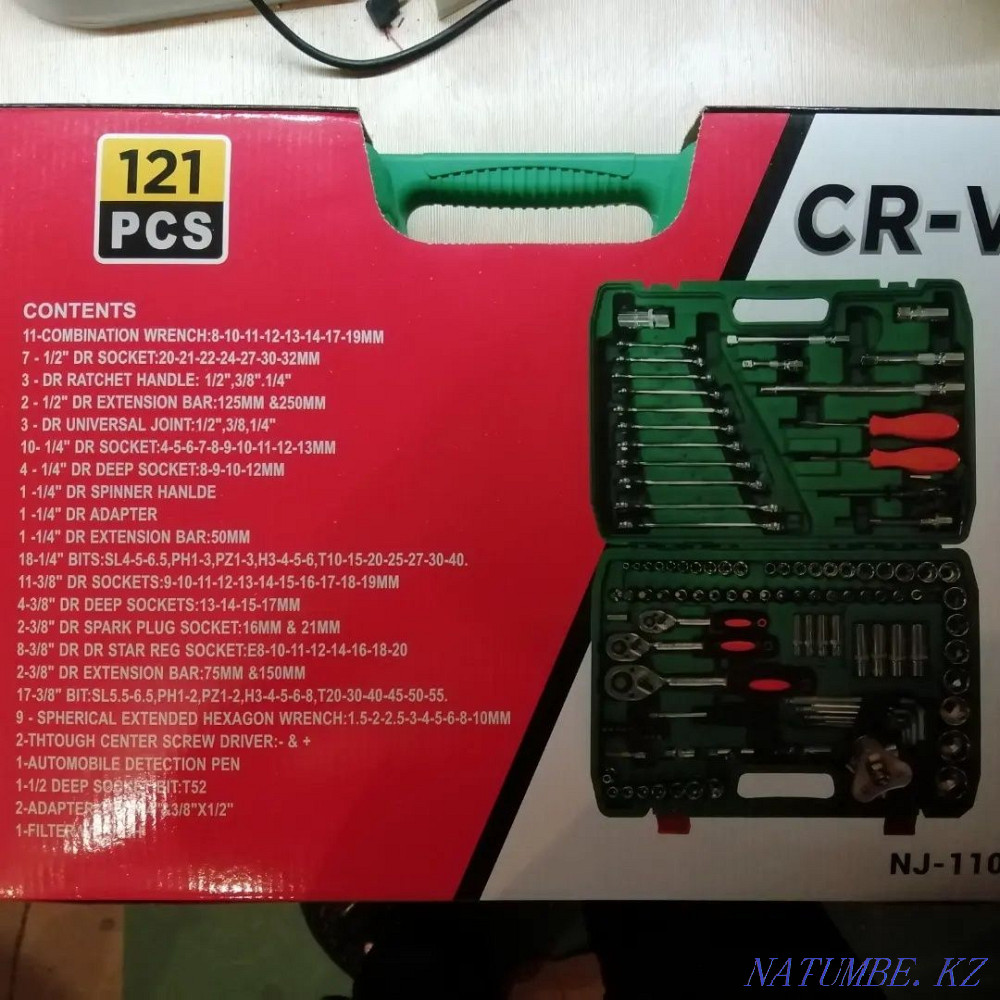 121
PCS
CR-V
CONTENTS
11-COMBINATION WRENCH:8-10-11-12-13-14-17-19MM
7 - 1/2" DR SOCKET:20-21-22-24-27-30-32MM
3 - DR RATCHET HANDLE: 1/2",3/8".1/4"
2 - 1/2" DR EXTENSION BAR:125MM &250MM
3 - DR UNIVERSAL JOINT:1/2",3/8,1/4"
10- 1/4" DR SOCKET:4-5-6-7-8-9-10-11-12-13MM
4 - 1/4" DR DEEP SOCKET:8-9-10-12MM
1 -1/4" DR SPINNER HANLDE
1 -1/4" DR ADAPTER
1 -1/4" DR EXTENSION BAR:50MM
18-1/4" BITS:SL4-5-6.5,PH1-3,PZ1-3,H3-4-5-6,T10-15-20-25-27-30-40.
11-3/8" DR SOCKETS:9-10-11-12-13-14-15-16-17-18-19MM
4-3/8" DR DEEP SOCKETS:13-14-15-17MM
2-3/8" DR SPARK PLUG SOCKET:16MM & 21MM
8-3/8" DR DR STAR REG SOCKET:E8-10-11-12-14-16-18-20
2-3/8" DR EXTENSION BAR:75MM &150MM
17-3/8" BIT:SL5.5-6.5,PH1-2,PZ1-2,H3-4-5-6-8,T20-30-40-45-50-55.
9 - SPHERICAL EXTENDED HEXAGON WRENCH:1.5-2-2.5-3-4-5-6-8-10MM
2-THTOUGH CENTER SCREW DRIVER:- & +
1-AUTOMOBILE DETECTION PEN
1-1/2 DEEP SOCKET BIT:T52
2-ADAPTER &3/8"X1/2"
1-FILTER
NJ-110
NATUMBE.KZ